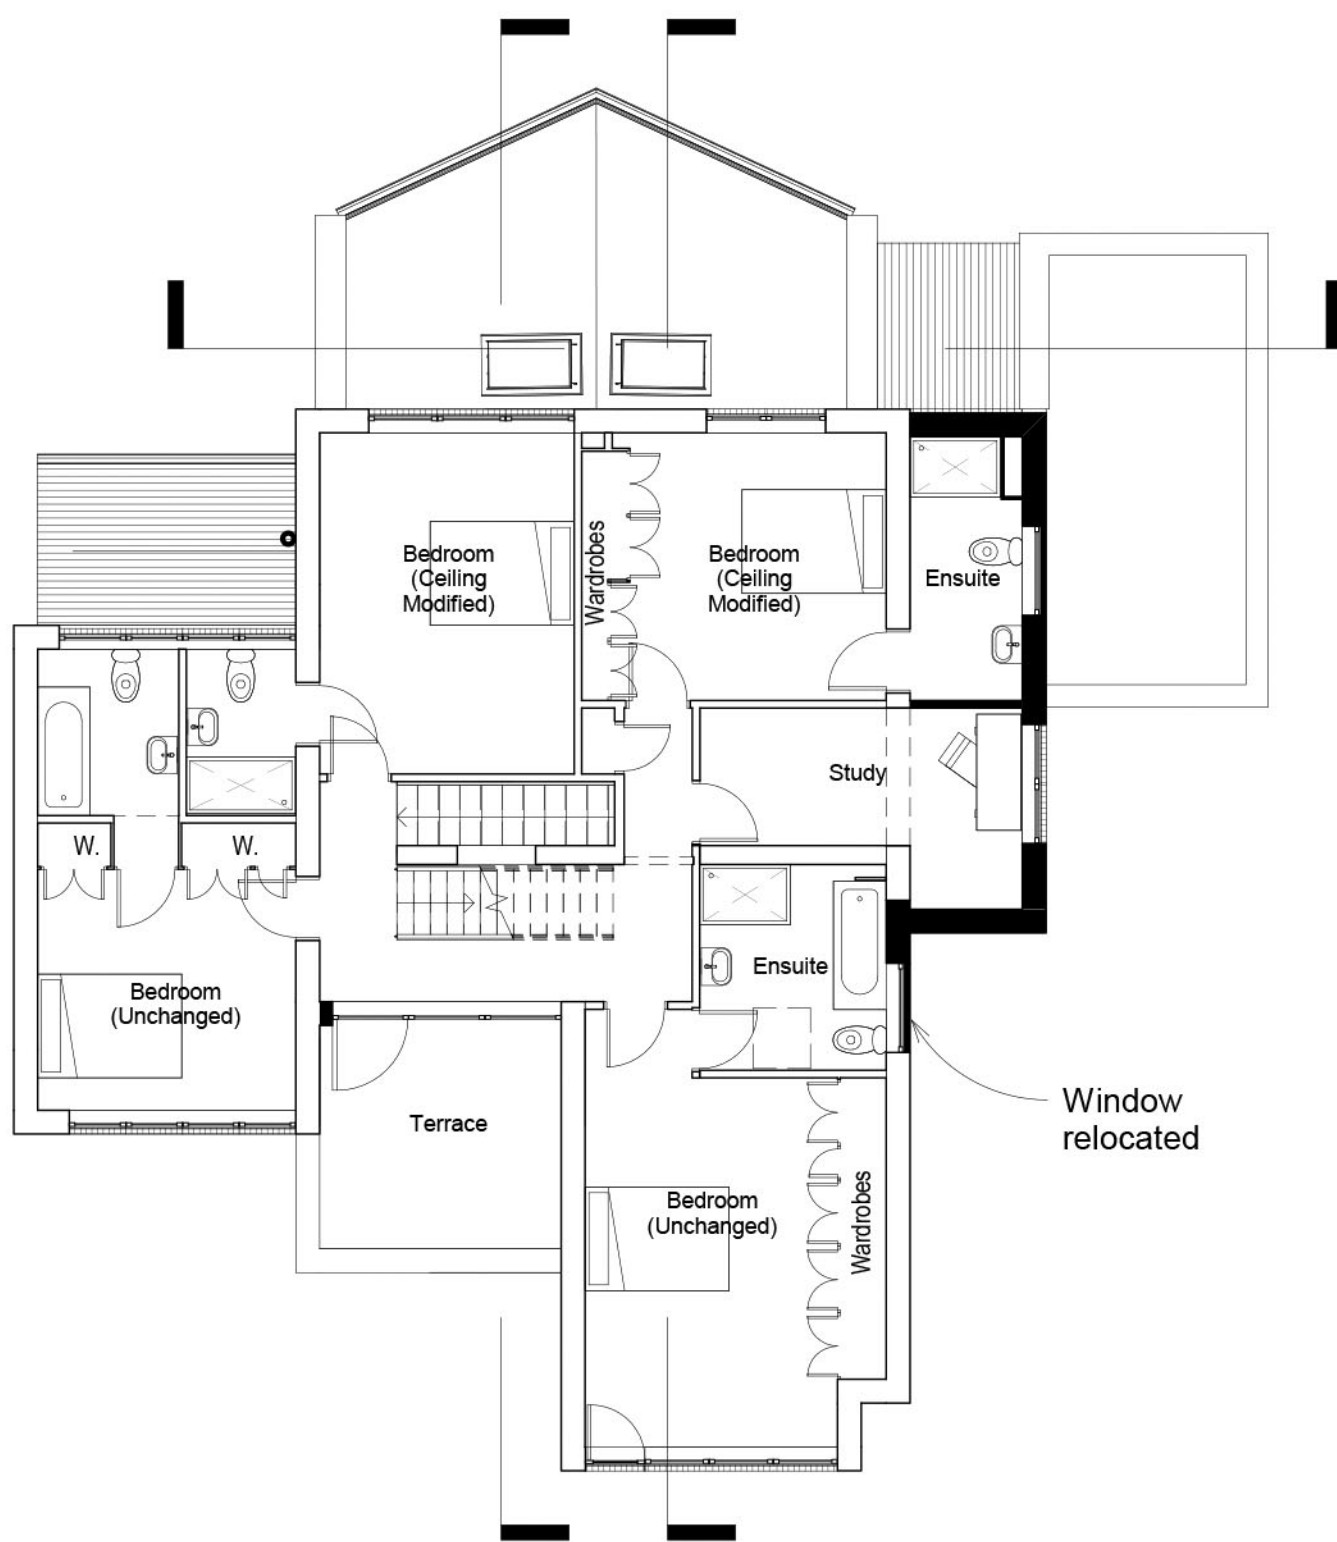 Bedroom
(Ceiling
Modified)
Wardrobes
Bedroom
(Ceiling
Modified)
Ensuite
Study
W.
W.
Ensuite
Bedroom
(Unchanged)
Terrace
Window
relocated
Bedroom
(Unchanged)
Wardrobes